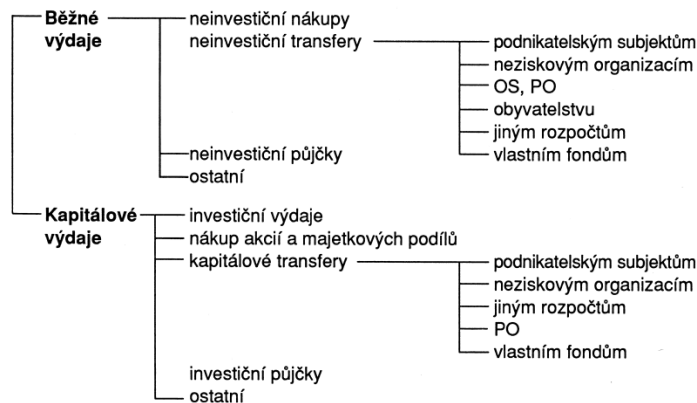 Běžné
výdaje
neinvestiční nákupy
neinvestiční transfery
podnikatelským subjektům
neziskovým organizacím
OS, PO
obyvatelstvu
jiným rozpočtům
vlastním fondům
neinvestiční půjčky
ostatní
Kapitálové
výdaje
investiční výdaje
nákup akcií a majetkových podílů
kapitálové transfery
podnikatelským subjektům
neziskovým organizacím
jiným rozpočtům
PO
vlastním fondům
investiční půjčky
ostatní